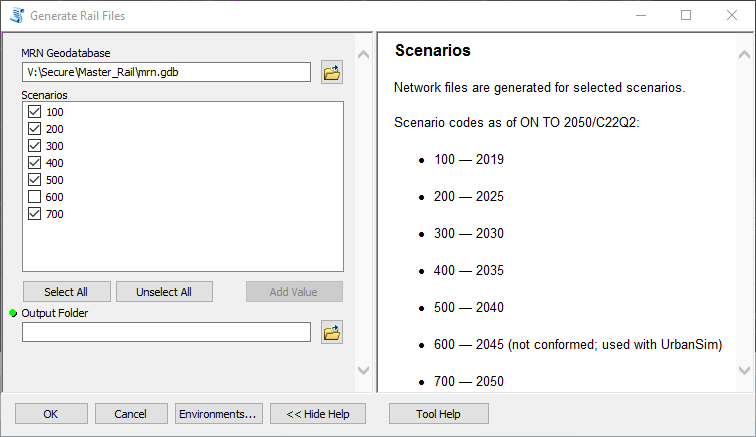 Generate Rail Files
MRN Geodatabase
V:\Secure\Master_Rail\mrn.gdb
Scenarios
100
200
300
400
500
600
700
Select All
Unselect All
Add Value
Output Folder
Scenarios
Network files are generated for selected scenarios.
Scenario codes as of ON TO 2050/C22Q2:
• 100 — 2019
• 200 — 2025
• 300 — 2030
• 400 — 2035
• 500 — 2040
• 600 — 2045 (not conformed; used with UrbanSim)
• 700 — 2050
OK
Cancel
Environments...
<< Hide Help
Tool Help